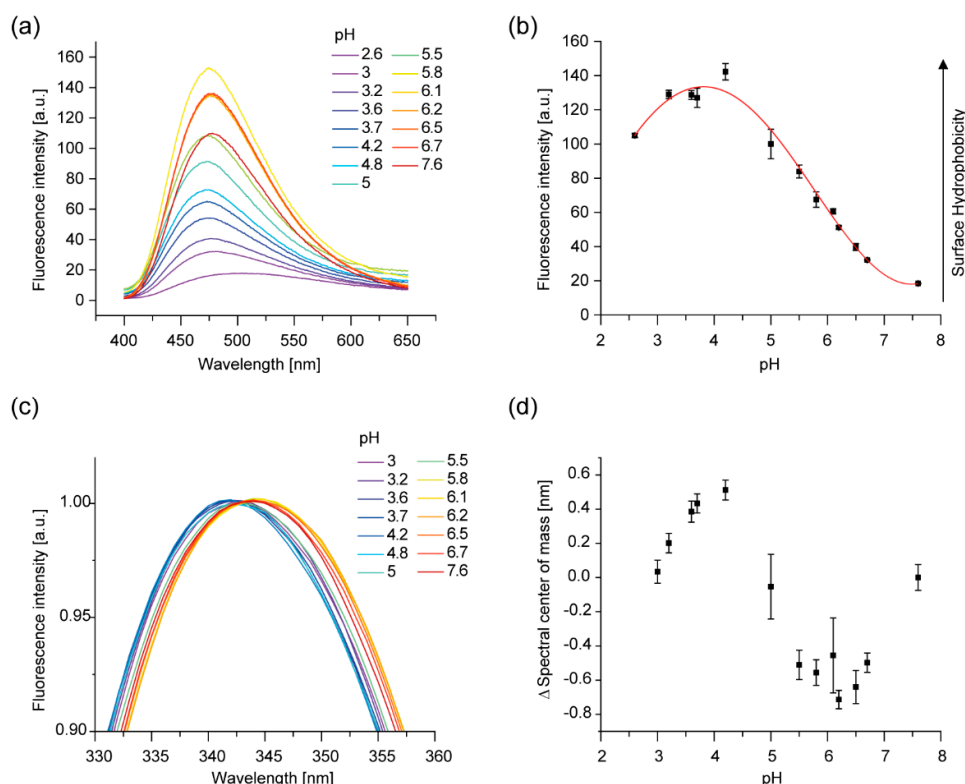 (a)
pH
2.6 5.5
3 5.8
3.2 6.1
3.6 6.2
3.7 6.5
4.2 6.7
4.8 7.6
5
160
140
120
100
80
60
40
20
0
Fluorescence intensity [a.u.]
400 450 500 550 600 650
Wavelength [nm]
(b)
160
140
120
100
80
60
40
20
0
Fluorescence intensity [a.u.]
2 3 4 5 6 7 8
pH
Surface Hydrophobicity
(c)
pH
3 5.5
3.2 5.8
3.6 6.1
3.7 6.2
4.2 6.5
4.8 6.7
5 7.6
1.00
0.95
0.90
Fluorescence intensity [a.u.]
330 340 350 360
Wavelength [nm]
(d)
0.6
0.4
0.2
0.0
-0.2
-0.4
-0.6
-0.8
Δ Spectral center of mass [nm]
2 3 4 5 6 7 8
pH